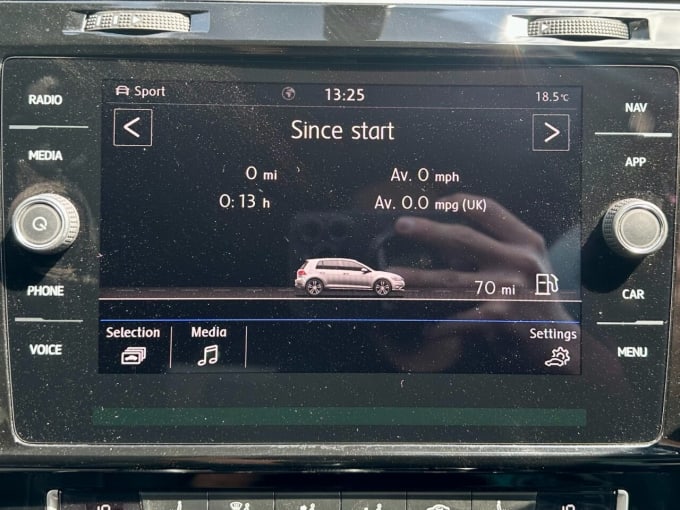 RADIO
MEDIA
PHONE
VOICE
Sport 13:25 18.5°C
Since start
0 mi Av. 0 mph
0:13 h Av. 0.0 mpg (UK)
70 mi
Selection Media Settings
NAV
APP
CAR
MENU